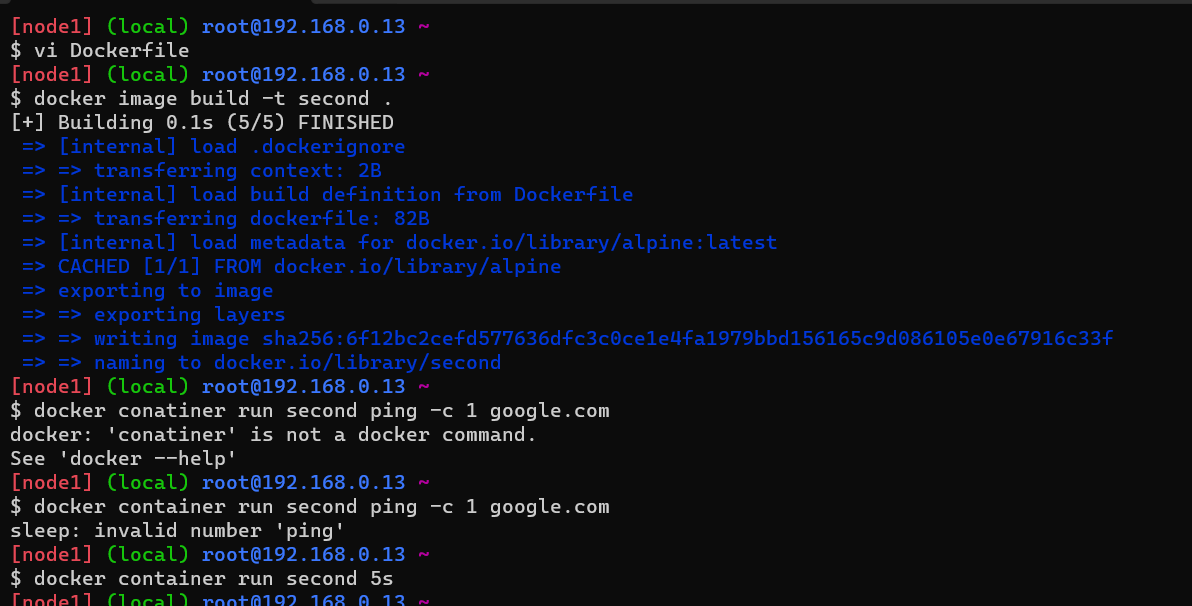 [node1] (local) root@192.168.0.13 ~
$ vi Dockerfile
[node1] (local) root@192.168.0.13 ~
$ docker image build -t second .
[+] Building 0.1s (5/5) FINISHED
 => [internal] load .dockerignore
 => => transferring context: 2B
 => [internal] load build definition from Dockerfile
 => => transferring dockerfile: 82B
 => [internal] load metadata for docker.io/library/alpine:latest
 => CACHED [1/1] FROM docker.io/library/alpine
 => exporting to image
 => => exporting layers
 => => writing image sha256:6f12bc2cefd577636dfc3c0ce1e4fa1979bbd156165c9d086105e0e67916c33f
 => => naming to docker.io/library/second
[node1] (local) root@192.168.0.13 ~
$ docker conatiner run second ping -c 1 google.com
docker: 'conatiner' is not a docker command.
See 'docker --help'
[node1] (local) root@192.168.0.13 ~
$ docker container run second ping -c 1 google.com
sleep: invalid number 'ping'
[node1] (local) root@192.168.0.13 ~
$ docker container run second 5s
[node1] (local) root@192.168.0.13 ~